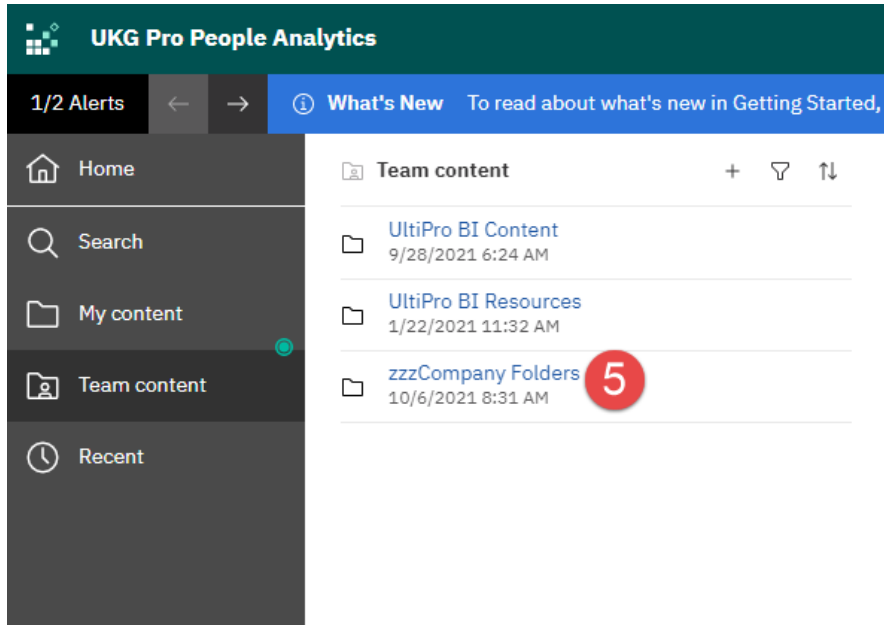 UKG Pro People Analytics
1/2 Alerts
What's New To read about what's new in Getting Started,
Home
Search
My content
Team content
Recent
Team content
UltiPro BI Content
9/28/2021 6:24 AM
UltiPro BI Resources
1/22/2021 11:32 AM
zzzCompany Folders 5
10/6/2021 8:31 AM